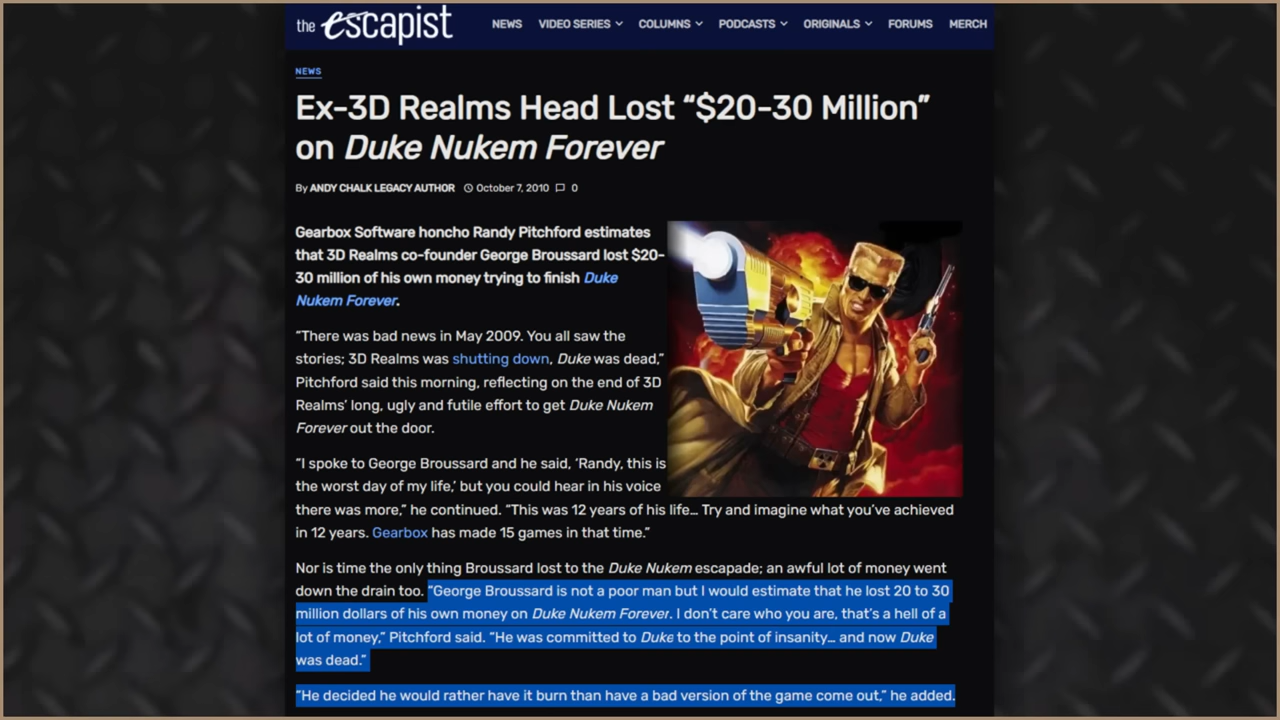 the escapist NEWS VIDEO SERIES COLUMNS PODCASTS ORIGINALS FORUMS MERCH
NEWS
Ex-3D Realms Head Lost “$20-30 Million”
on Duke Nukem Forever
By ANDY CHALK LEGACY AUTHOR October 7, 2010 0
Gearbox Software honcho Randy Pitchford estimates
that 3D Realms co-founder George Broussard lost $20-
30 million of his own money trying to finish Duke
Nukem Forever.
“There was bad news in May 2009. You all saw the
stories; 3D Realms was shutting down, Duke was dead,”
Pitchford said this morning, reflecting on the end of 3D
Realms’ long, ugly and futile effort to get Duke Nukem
Forever out the door.
“I spoke to George Broussard and he said, ‘Randy, this is
the worst day of my life,’ but you could hear in his voice
there was more,” he continued. “This was 12 years of his life… Try and imagine what you’ve achieved
in 12 years. Gearbox has made 15 games in that time.”
Nor is time the only thing Broussard lost to the Duke Nukem escapade; an awful lot of money went
down the drain too. “George Broussard is not a poor man but I would estimate that he lost 20 to 30
million dollars of his own money on Duke Nukem Forever. I don’t care who you are, that’s a hell of a
lot of money,” Pitchford said. “He was committed to Duke to the point of insanity… and now Duke
was dead.”
“He decided he would rather have it burn than have a bad version of the game come out,” he added.